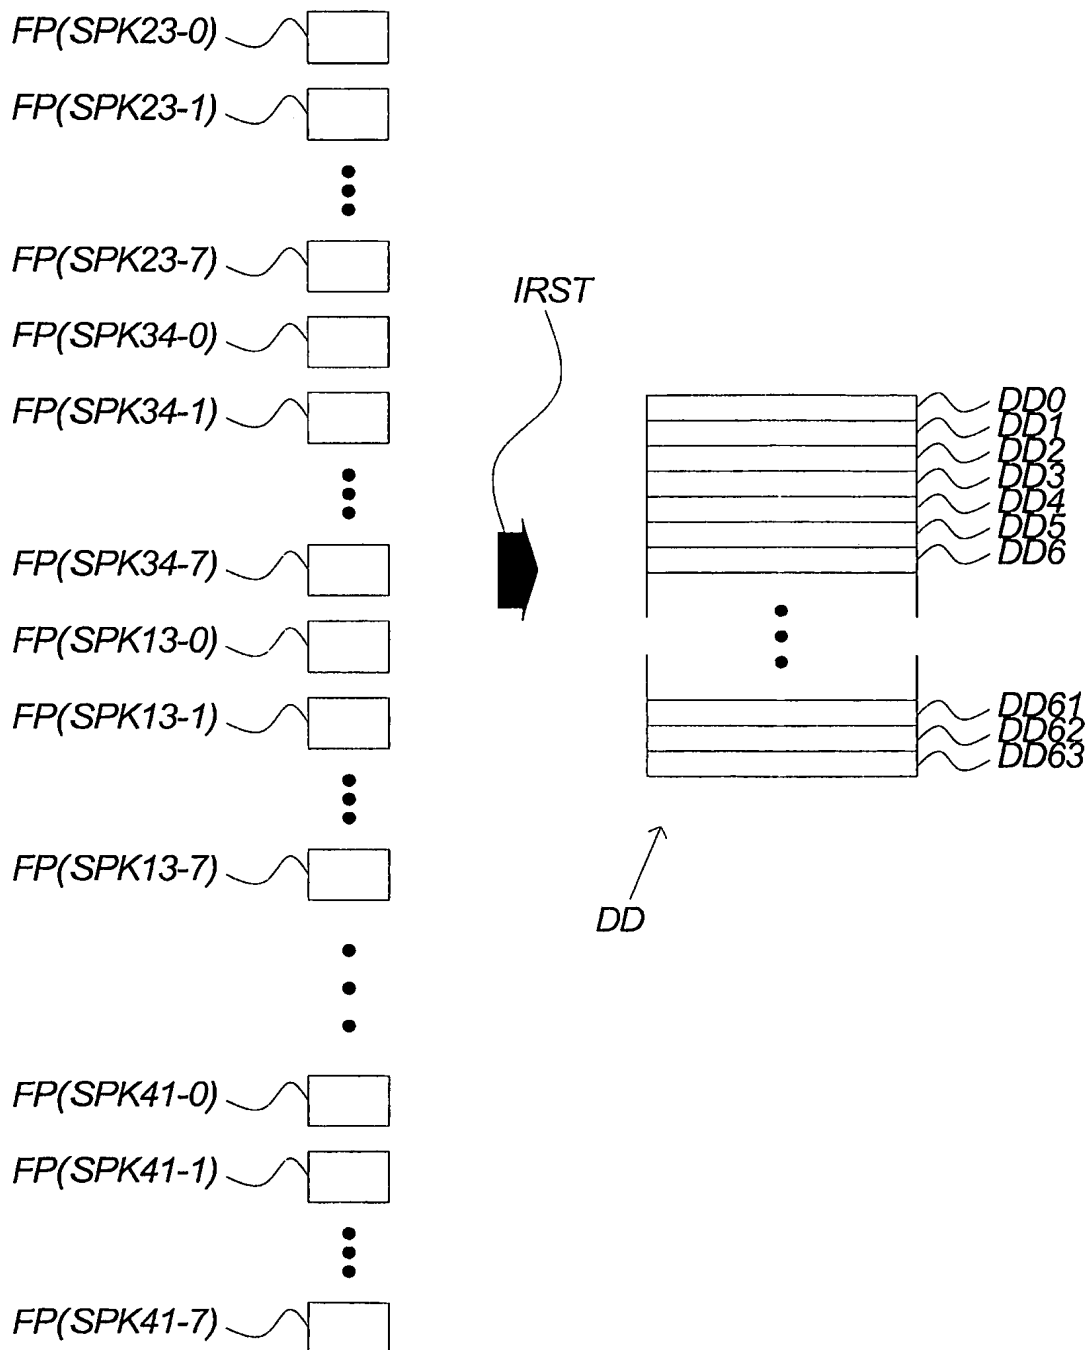 FP(SPK23-0)
FP(SPK23-1)
FP(SPK23-7)
FP(SPK34-0)
FP(SPK34-1)
FP(SPK34-7)
FP(SPK13-0)
FP(SPK13-1)
FP(SPK13-7)
FP(SPK41-0)
FP(SPK41-1)
FP(SPK41-7)
IRST
DD0
DD1
DD2
DD3
DD4
DD5
DD6
DD61
DD62
DD63
DD